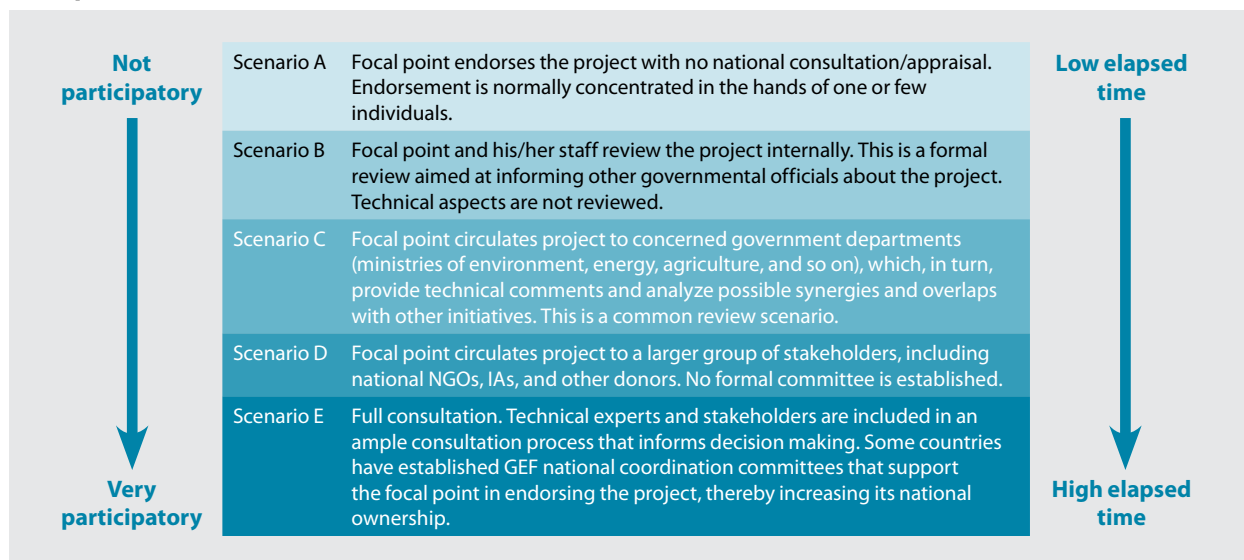 Not
participatory
Low elapsed
time
Scenario A Focal point endorses the project with no national consultation/appraisal.
Endorsement is normally concentrated in the hands of one or few
individuals.
Scenario B Focal point and his/her staff review the project internally. This is a formal
review aimed at informing other governmental officials about the project.
Technical aspects are not reviewed.
Scenario C Focal point circulates project to concerned government departments
(ministries of environment, energy, agriculture, and so on), which, in turn,
provide technical comments and analyze possible synergies and overlaps
with other initiatives. This is a common review scenario.
Scenario D Focal point circulates project to a larger group of stakeholders, including
national NGOs, IAs, and other donors. No formal committee is established.
Scenario E Full consultation. Technical experts and stakeholders are included in an
ample consultation process that informs decision making. Some countries
have established GEF national coordination committees that support
the focal point in endorsing the project, thereby increasing its national
ownership.
Very
participatory
High elapsed
time